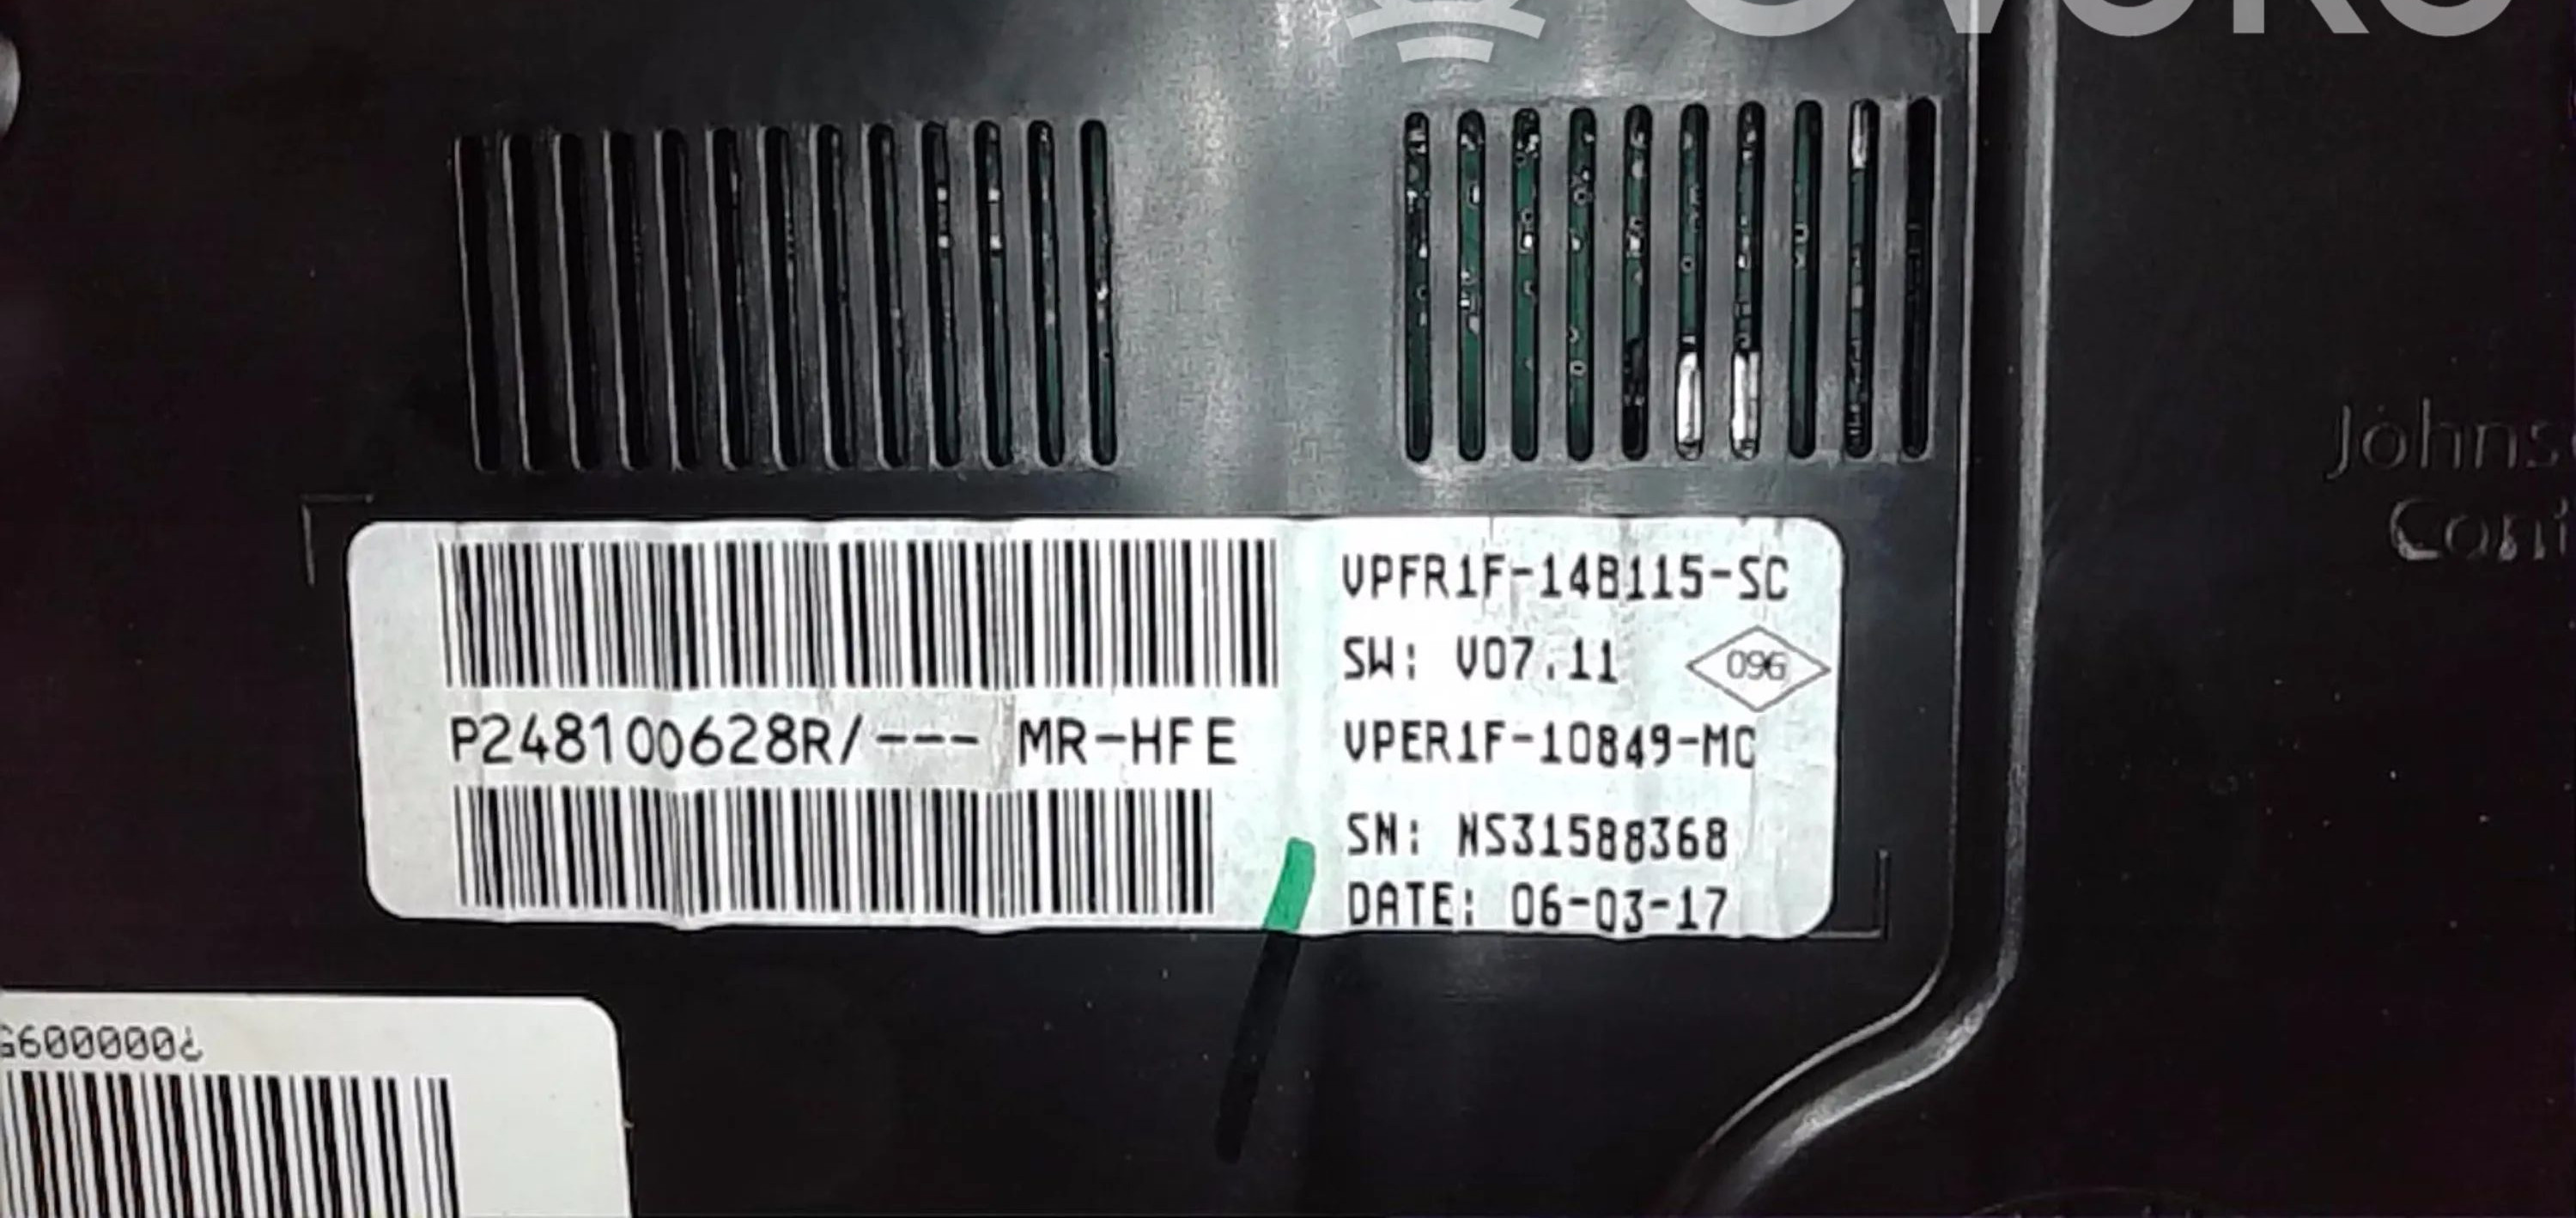 P248100628R/--- MR-HFE
VPFR1F-14B115-SC
SW: V07.11
096
VPER1F-10849-MC
SN: NS31588368
DATE: 06-03-17